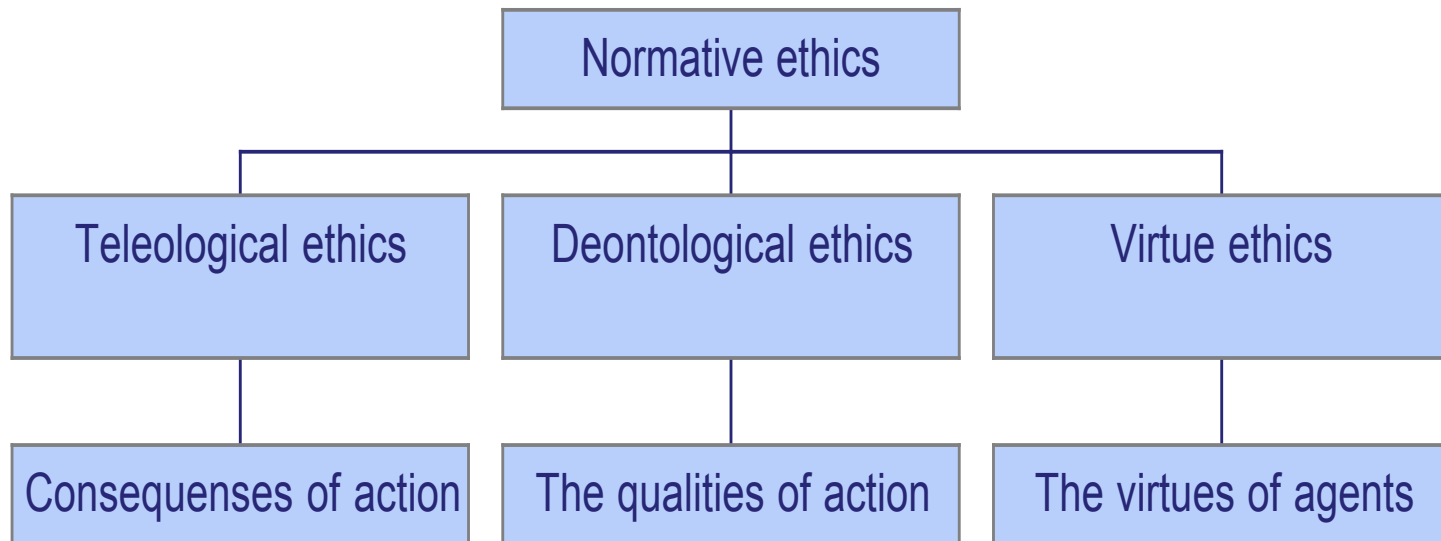 Normative ethics
Teleological ethics
Deontological ethics
Virtue ethics
Consequenses of action
The qualities of action
The virtues of agents